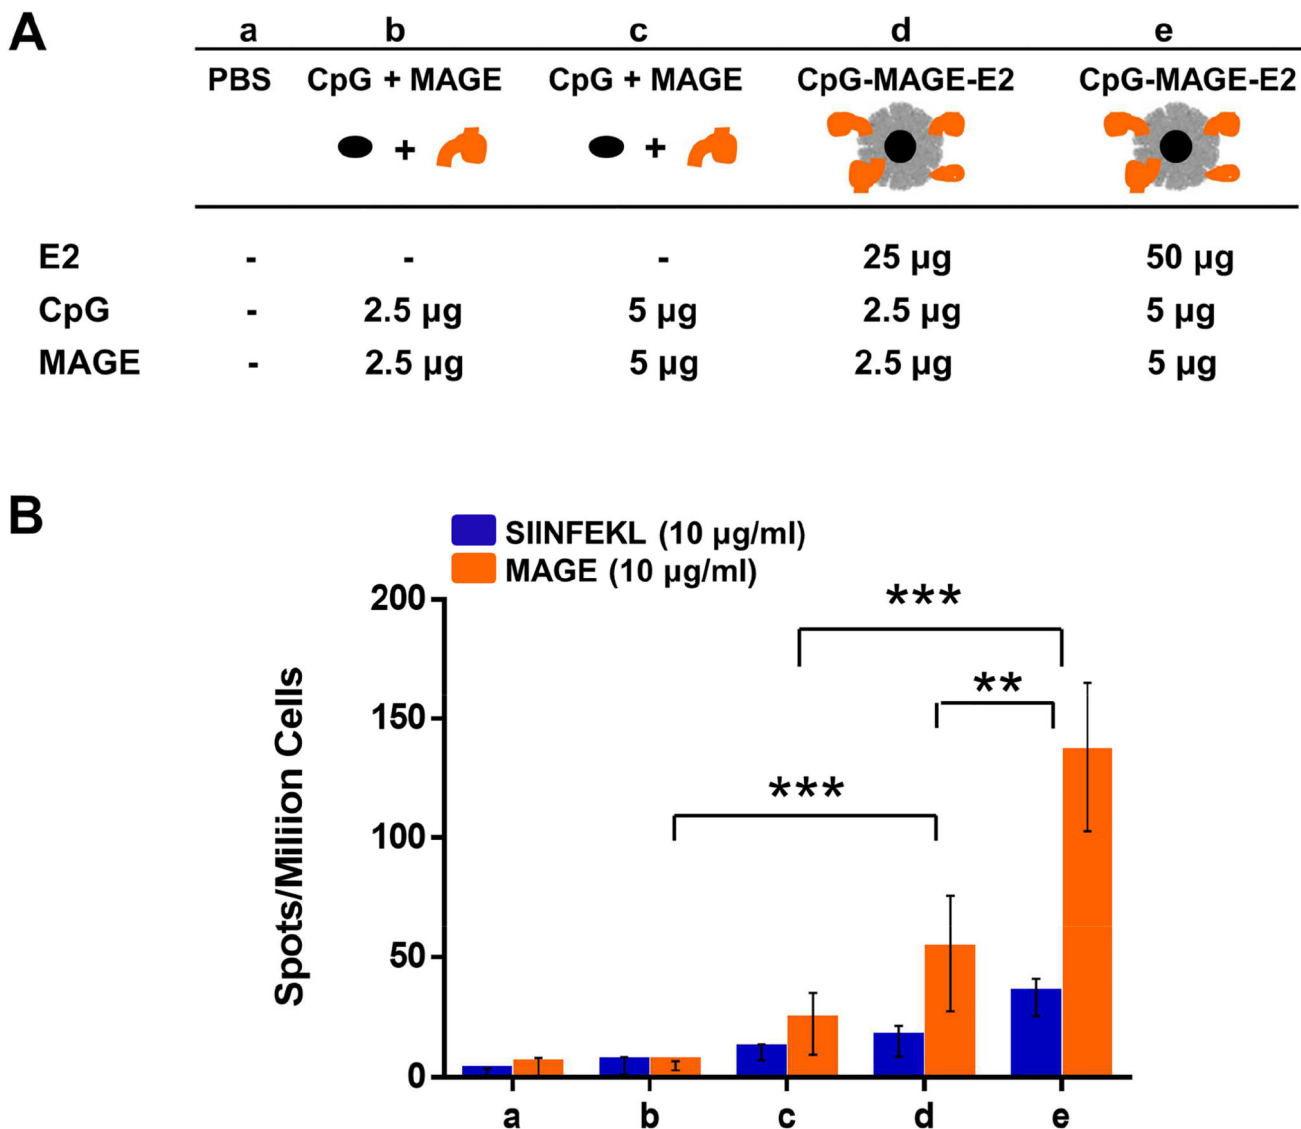 A
a b c d e
PBS CpG + MAGE CpG + MAGE CpG-MAGE-E2 CpG-MAGE-E2
+ +
E2 - - - 25 µg 50 µg
CpG - 2.5 µg 5 µg 2.5 µg 5 µg
MAGE - 2.5 µg 5 µg 2.5 µg 5 µg
B
SIINFEKL (10 µg/ml)
MAGE (10 µg/ml)
Spots/Miliion Cells
200
150
100
50
0
***
**
***
a b c d e